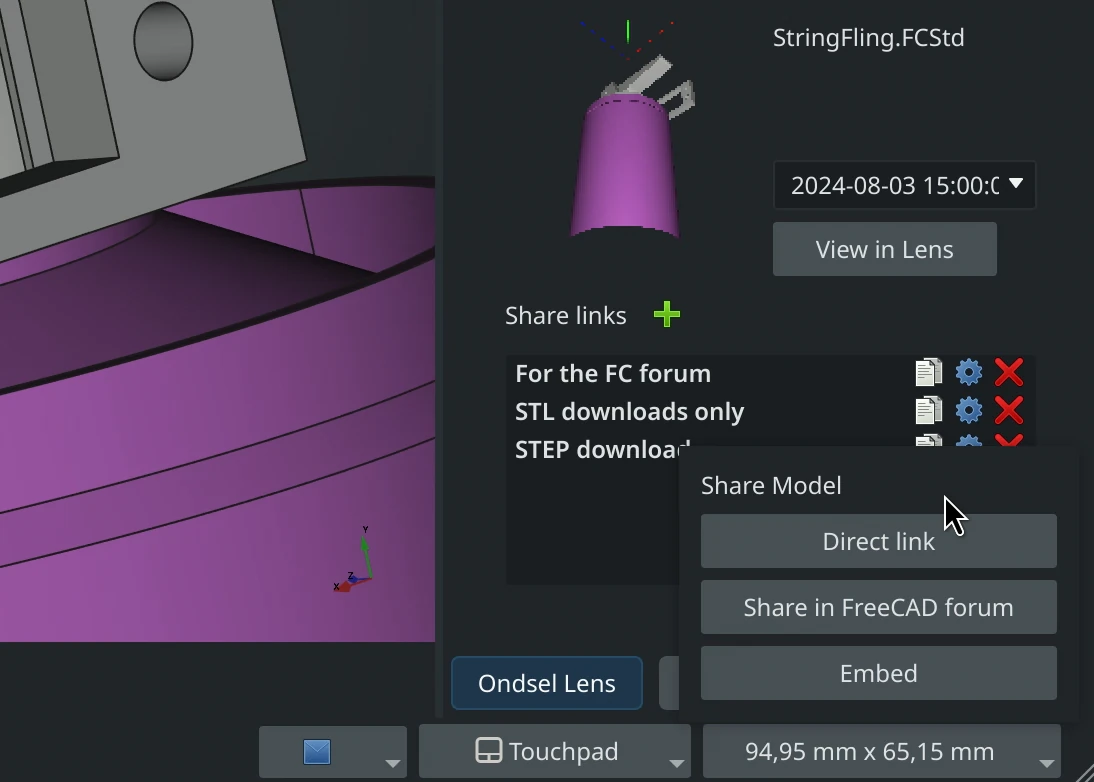 StringFling.FCStd
2024-08-03 15:00:0
View in Lens
Share links
For the FC forum
STL downloads only
STEP download
Share Model
Direct link
Share in FreeCAD forum
Embed
Y
Z
X
Ondsel Lens
Touchpad
94,95 mm x 65,15 mm